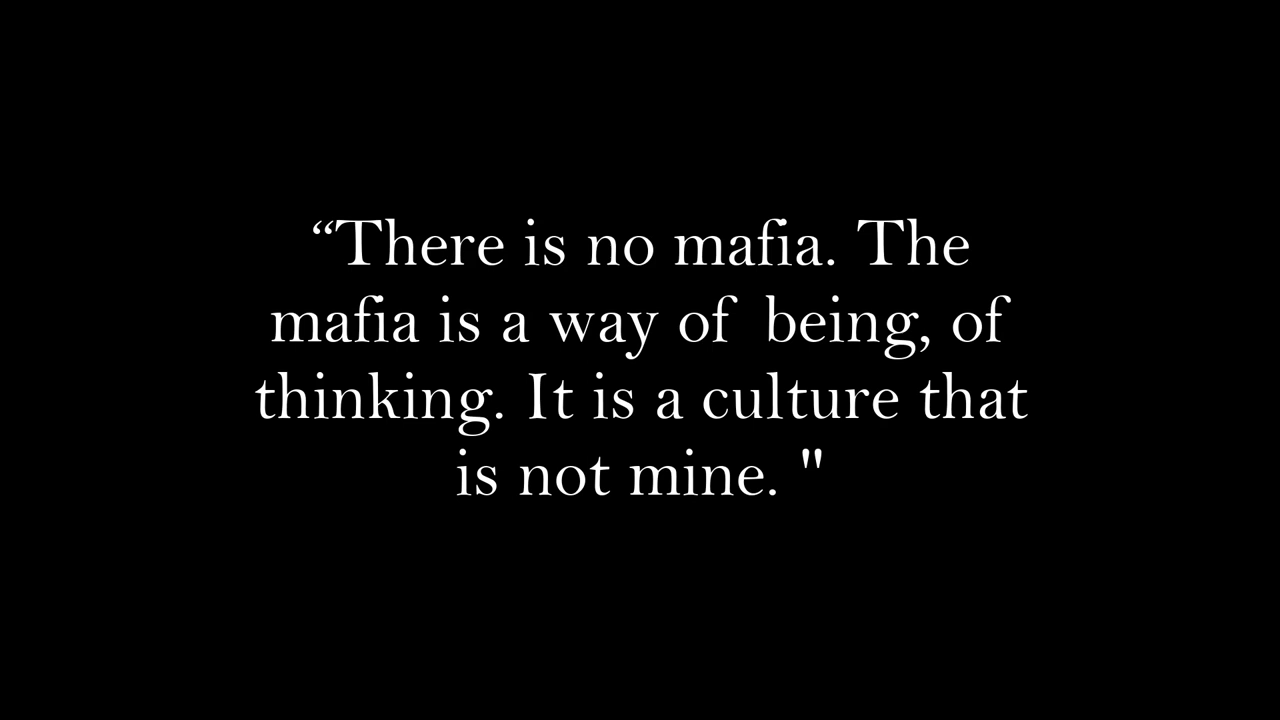 “There is no mafia. The
mafia is a way of  being, of
thinking. It is a culture that
is not mine. "